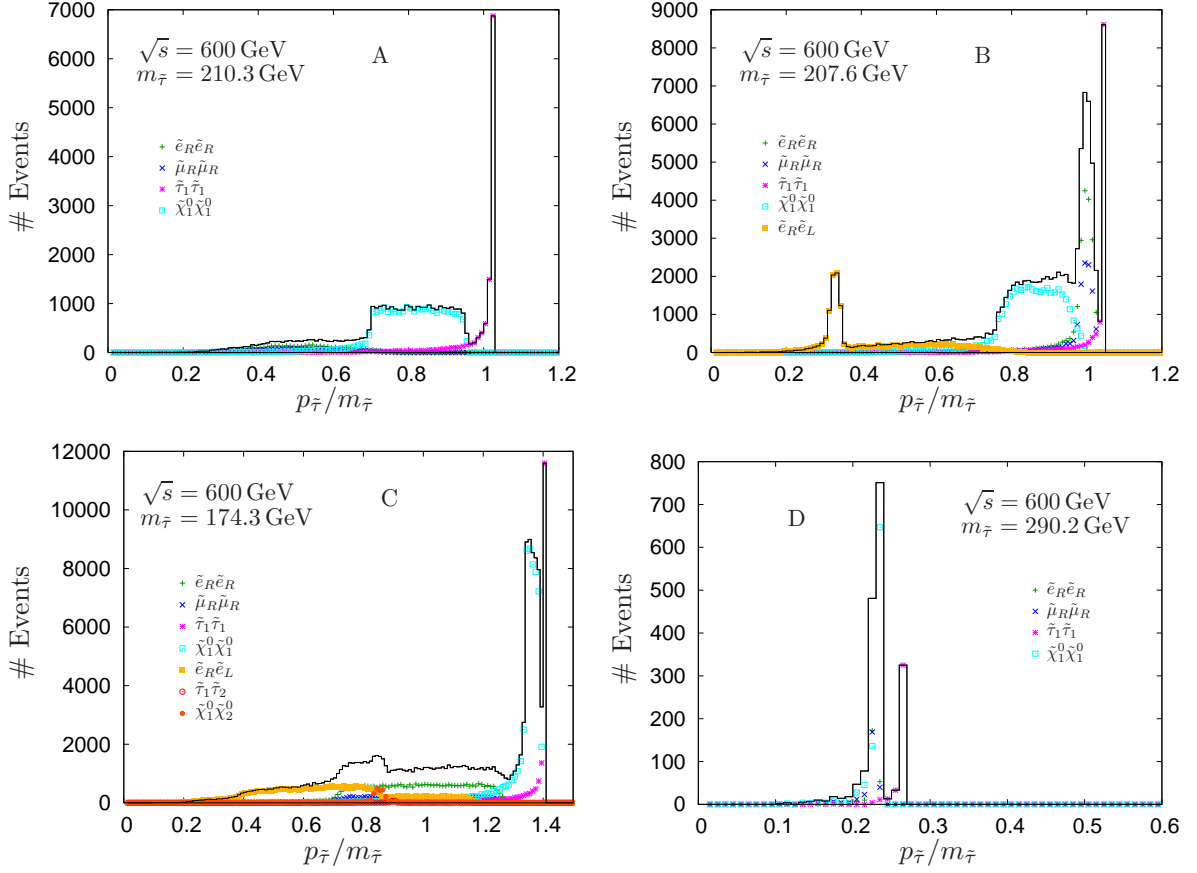 7000
6000
5000
4000
3000
2000
1000
0
# Events
√s = 600 GeV
m_τ̃ = 210.3 GeV
A
ẽ_R ẽ_R
μ̃_R μ̃_R
τ̃_1 τ̃_1
χ̃_1^0 χ̃_1^0
0 0.2 0.4 0.6 0.8 1 1.2
p_τ̃/m_τ̃
9000
8000
7000
6000
5000
4000
3000
2000
1000
0
# Events
√s = 600 GeV
m_τ̃ = 207.6 GeV
B
ẽ_R ẽ_R
μ̃_R μ̃_R
τ̃_1 τ̃_1
χ̃_1^0 χ̃_1^0
ẽ_R ẽ_L
0 0.2 0.4 0.6 0.8 1 1.2
p_τ̃/m_τ̃
12000
10000
8000
6000
4000
2000
0
# Events
√s = 600 GeV
m_τ̃ = 174.3 GeV
C
ẽ_R ẽ_R
μ̃_R μ̃_R
τ̃_1 τ̃_1
χ̃_1^0 χ̃_1^0
ẽ_R ẽ_L
τ̃_1 τ̃_2
χ̃_1^0 χ̃_2^0
0 0.2 0.4 0.6 0.8 1 1.2 1.4
p_τ̃/m_τ̃
800
700
600
500
400
300
200
100
0
# Events
D
√s = 600 GeV
m_τ̃ = 290.2 GeV
ẽ_R ẽ_R
μ̃_R μ̃_R
τ̃_1 τ̃_1
χ̃_1^0 χ̃_1^0
0 0.1 0.2 0.3 0.4 0.5 0.6
p_τ̃/m_τ̃